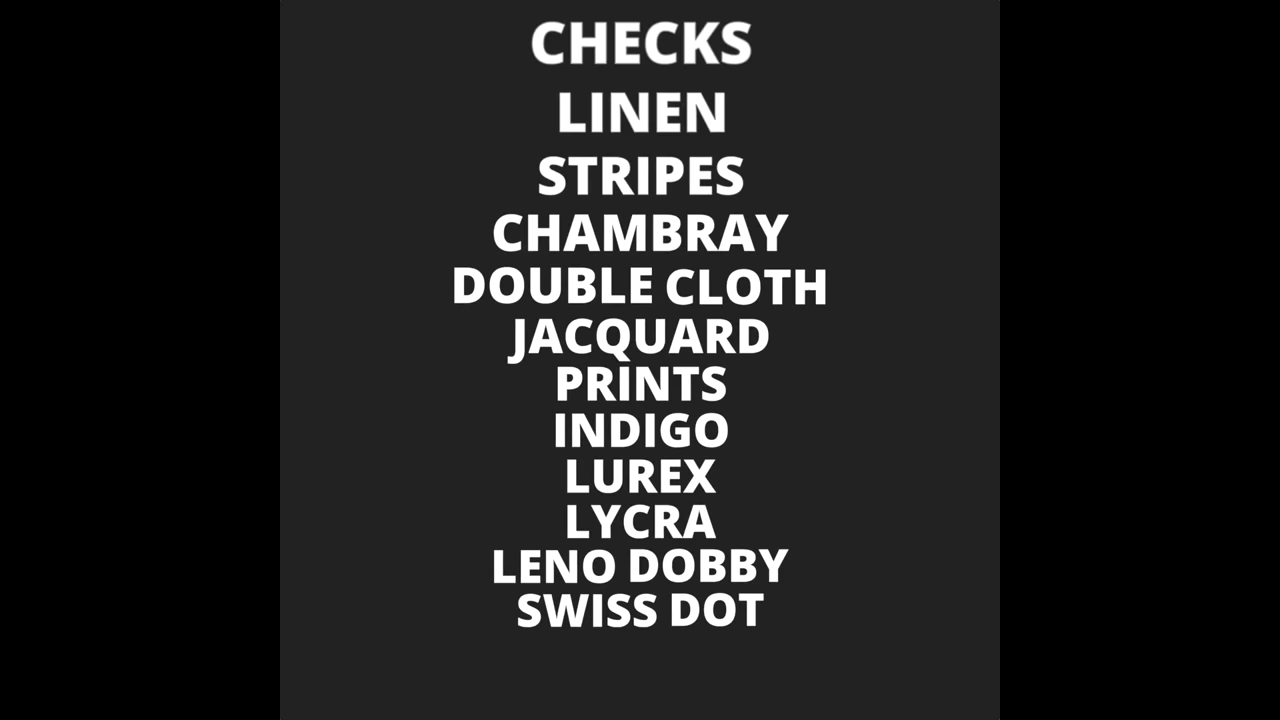 CHECKS
LINEN
STRIPES
CHAMBRAY
DOUBLE CLOTH
JACQUARD
PRINTS
INDIGO
LUREX
LYCRA
LENO DOBBY
SWISS DOT